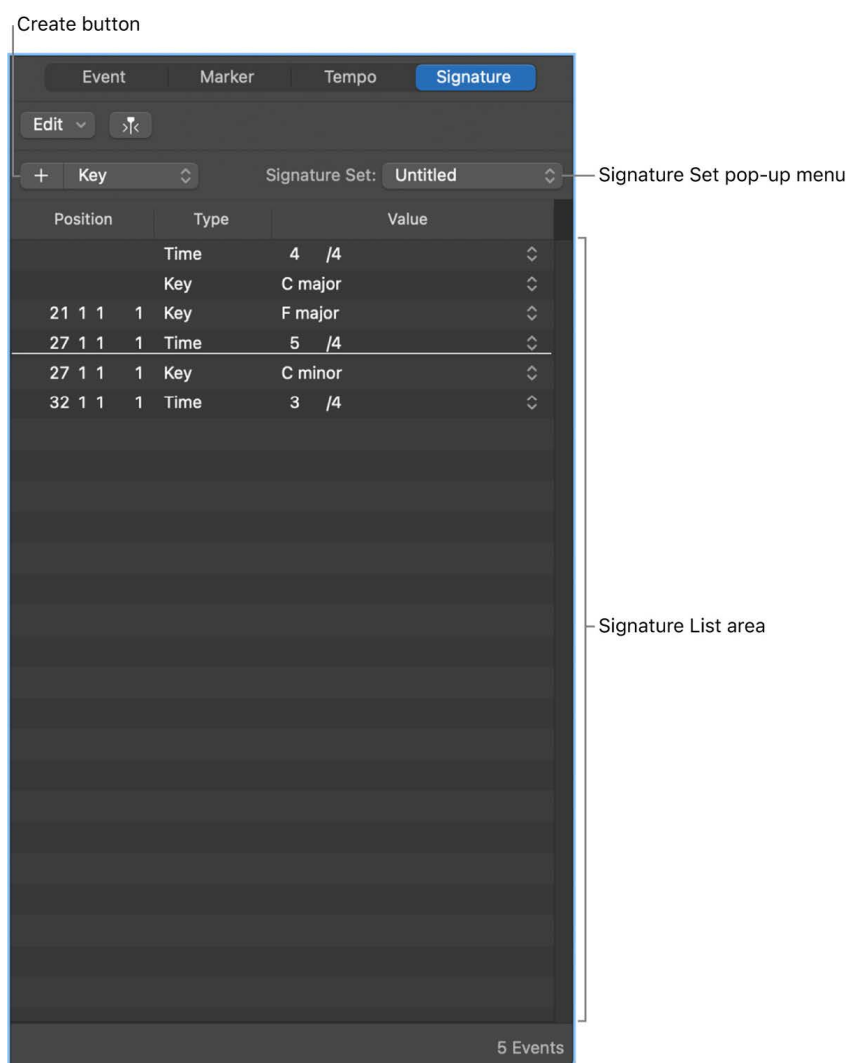 Create button
Event Marker Tempo Signature
Edit
+ Key Signature Set: Untitled Signature Set pop-up menu
Position Type Value
Time 4 /4
Key C major
21 1 1 1 Key F major
27 1 1 1 Time 5 /4
27 1 1 1 Key C minor
32 1 1 1 Time 3 /4
Signature List area
5 Events